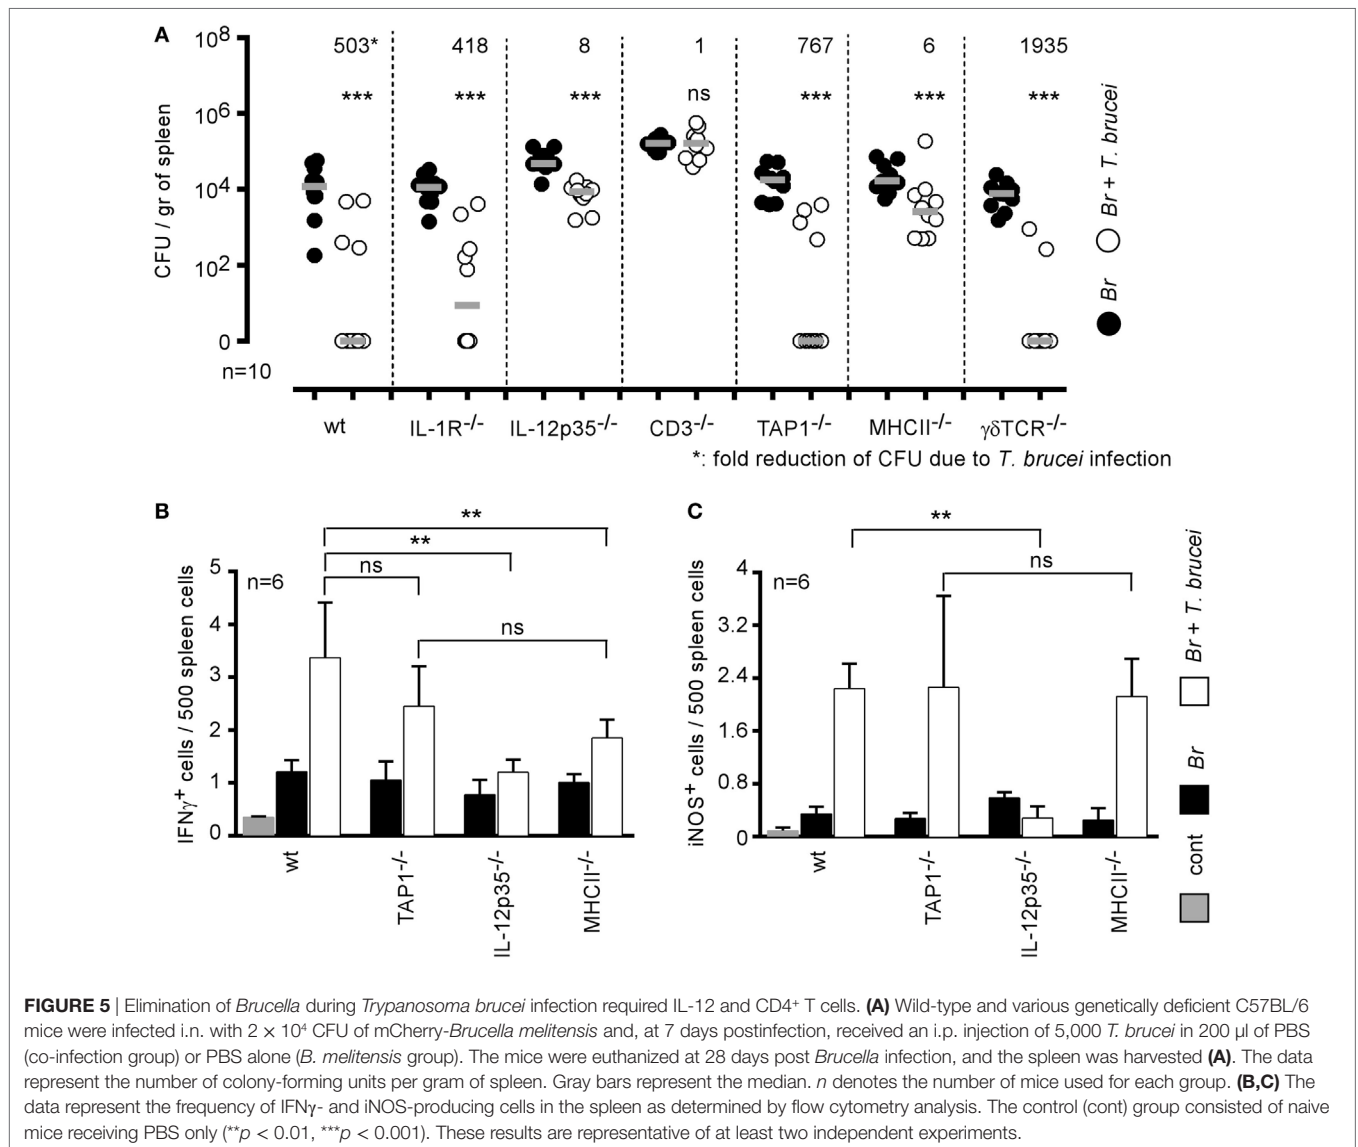 A
10⁸
10⁶
10⁴
10²
0
CFU / gr of spleen
503* 418 8 1 767 6 1935
*** *** *** ns *** *** ***
n=10
wt IL-1R-/- IL-12p35-/- CD3-/- TAP1-/- MHCII-/- γδTCR-/-
*: fold reduction of CFU due to T. brucei infection
Br + T. brucei
Br
B
**
**
ns
ns
n=6
5
4
3
2
1
0
IFNγ+ cells / 500 spleen cells
wt
TAP1-/-
IL-12p35-/-
MHCII-/-
C
**
ns
n=6
4
3.2
2.4
1.6
0.8
0
iNOS+ cells / 500 spleen cells
wt
TAP1-/-
IL-12p35-/-
MHCII-/-
Br + T. brucei
Br
cont
FIGURE 5 | Elimination of Brucella during Trypanosoma brucei infection required IL-12 and CD4+ T cells. (A) Wild-type and various genetically deficient C57BL/6
mice were infected i.n. with 2 × 10⁴ CFU of mCherry-Brucella melitensis and, at 7 days postinfection, received an i.p. injection of 5,000 T. brucei in 200 µl of PBS
(co-infection group) or PBS alone (B. melitensis group). The mice were euthanized at 28 days post Brucella infection, and the spleen was harvested (A). The data
represent the number of colony-forming units per gram of spleen. Gray bars represent the median. n denotes the number of mice used for each group. (B,C) The
data represent the frequency of IFNγ- and iNOS-producing cells in the spleen as determined by flow cytometry analysis. The control (cont) group consisted of naive
mice receiving PBS only (**p < 0.01, ***p < 0.001). These results are representative of at least two independent experiments.